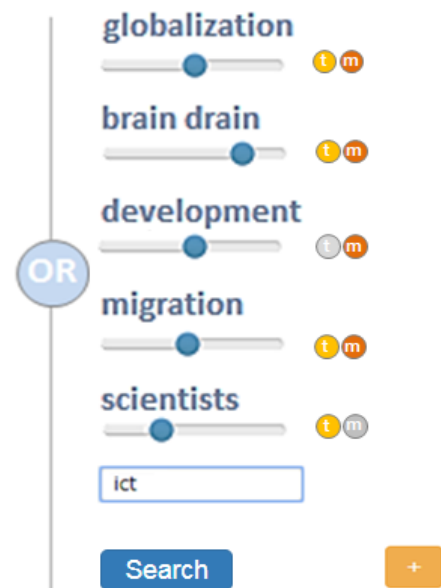 globalization
t m
brain drain
t m
development
t m
OR
migration
t m
scientists
t m
ict
Search +